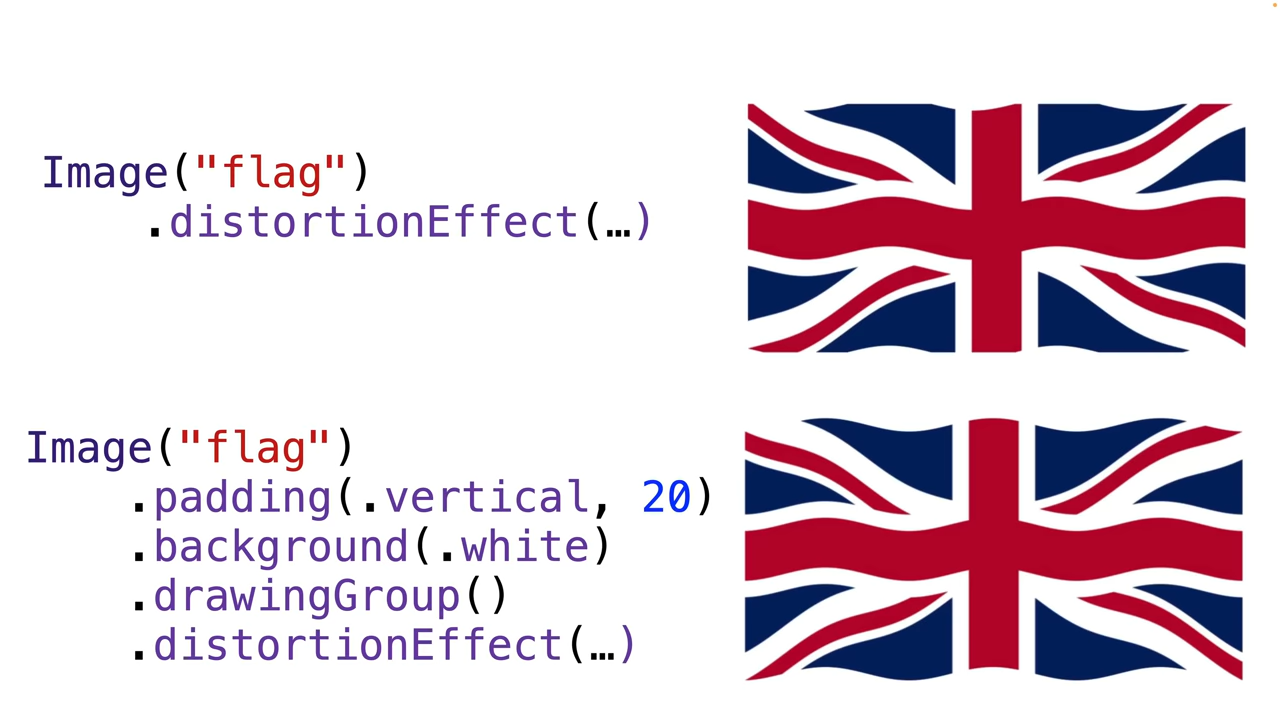 Image("flag")
    .distortionEffect(…)
Image("flag")
    .padding(.vertical, 20)
    .background(.white)
    .drawingGroup()
    .distortionEffect(…)